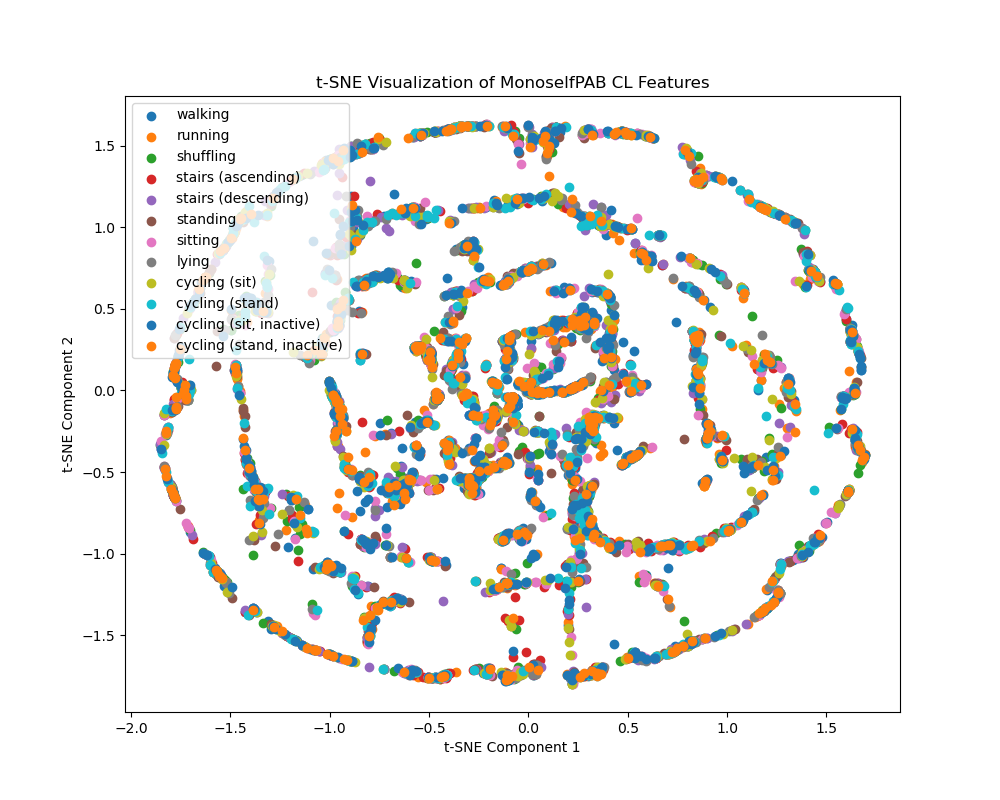 t-SNE Visualization of MonoselfPAB CL Features
walking
running
shuffling
stairs (ascending)
stairs (descending)
standing
sitting
lying
cycling (sit)
cycling (stand)
cycling (sit, inactive)
cycling (stand, inactive)
1.5
1.0
0.5
0.0
−0.5
−1.0
−1.5
t-SNE Component 2
−2.0 −1.5 −1.0 −0.5 0.0 0.5 1.0 1.5
t-SNE Component 1